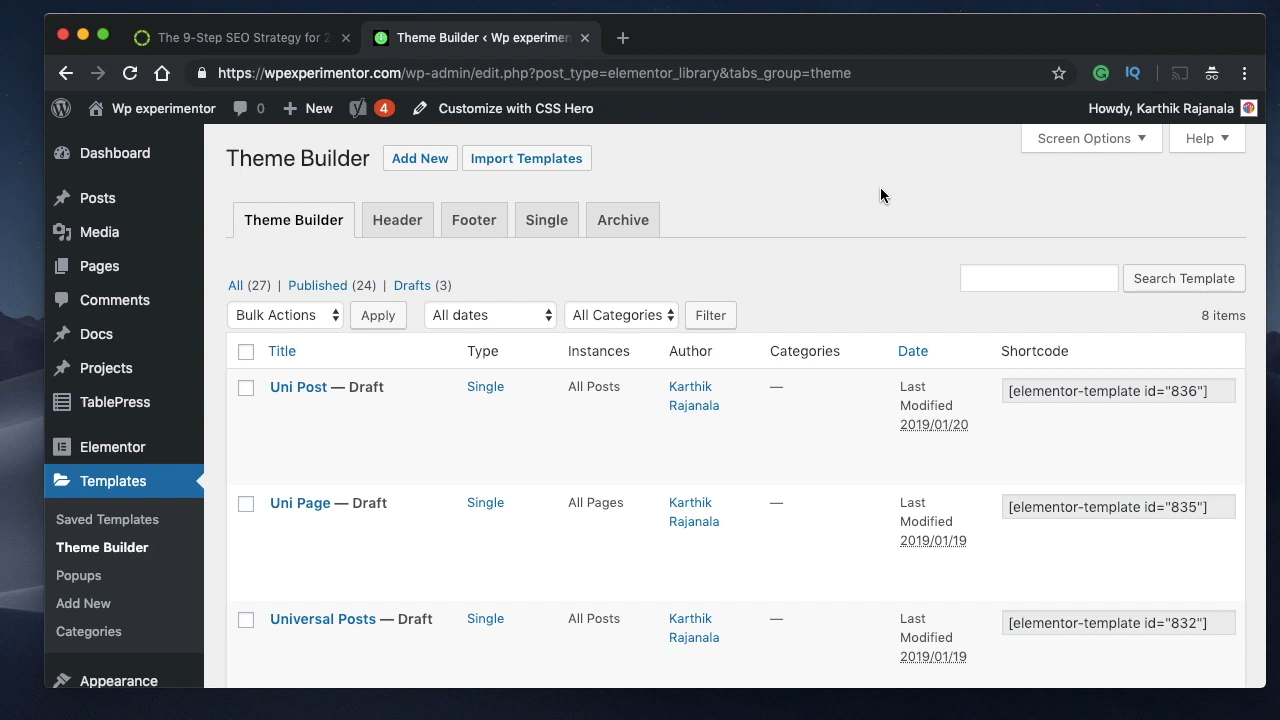 The 9-Step SEO Strategy for 2
Theme Builder ‹ Wp experimen
https://wpexperimentor.com/wp-admin/edit.php?post_type=elementor_library&tabs_group=theme
Wp experimentor 0 New 4 Customize with CSS Hero Howdy, Karthik Rajanala
Screen Options Help
Theme Builder Add New Import Templates
Theme Builder Header Footer Single Archive
All (27) | Published (24) | Drafts (3)
Search Template
Bulk Actions Apply All dates All Categories Filter 8 items
Title Type Instances Author Categories Date Shortcode
Uni Post — Draft Single All Posts Karthik Rajanala — Last Modified 2019/01/20 [elementor-template id="836"]
Uni Page — Draft Single All Pages Karthik Rajanala — Last Modified 2019/01/19 [elementor-template id="835"]
Universal Posts — Draft Single All Posts Karthik Rajanala — Last Modified 2019/01/19 [elementor-template id="832"]
Dashboard
Posts
Media
Pages
Comments
Docs
Projects
TablePress
Elementor
Templates
Saved Templates
Theme Builder
Popups
Add New
Categories
Appearance